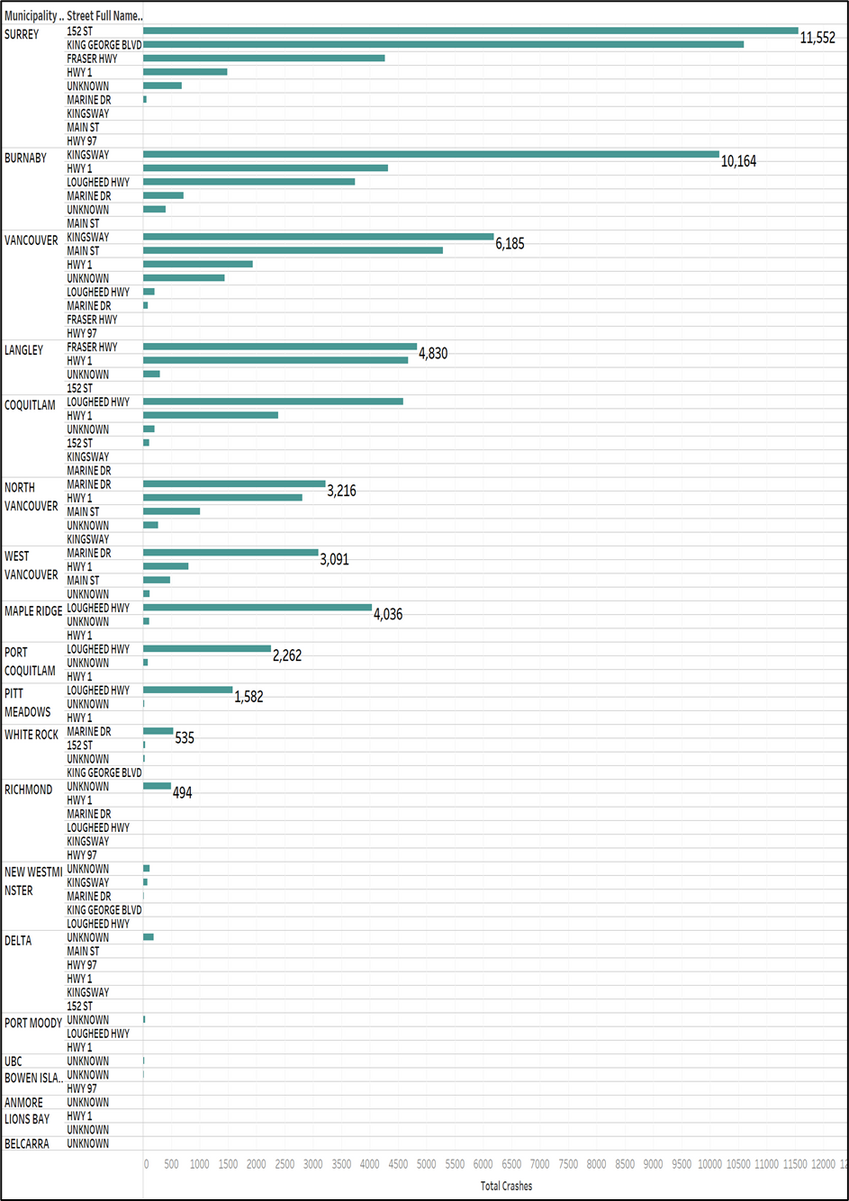 Municipality .. Street Full Name..
SURREY 152 ST 11,552
KING GEORGE BLVD
FRASER HWY
HWY 1
UNKNOWN
MARINE DR
KINGSWAY
MAIN ST
HWY 97
BURNABY KINGSWAY 10,164
HWY 1
LOUGHEED HWY
MARINE DR
UNKNOWN
MAIN ST
VANCOUVER KINGSWAY 6,185
MAIN ST
HWY 1
UNKNOWN
LOUGHEED HWY
MARINE DR
FRASER HWY
HWY 97
LANGLEY FRASER HWY 4,830
HWY 1
UNKNOWN
152 ST
COQUITLAM LOUGHEED HWY
HWY 1
UNKNOWN
152 ST
KINGSWAY
MARINE DR
NORTH MARINE DR 3,216
VANCOUVER HWY 1
MAIN ST
UNKNOWN
KINGSWAY
WEST MARINE DR 3,091
VANCOUVER HWY 1
MAIN ST
UNKNOWN
MAPLE RIDGE LOUGHEED HWY 4,036
UNKNOWN
HWY 1
PORT LOUGHEED HWY 2,262
COQUITLAM UNKNOWN
HWY 1
PITT LOUGHEED HWY 1,582
MEADOWS UNKNOWN
HWY 1
WHITE ROCK MARINE DR 535
152 ST
UNKNOWN
KING GEORGE BLVD
RICHMOND UNKNOWN 494
HWY 1
MARINE DR
LOUGHEED HWY
KINGSWAY
HWY 97
NEW WESTMI UNKNOWN
NSTER KINGSWAY
MARINE DR
KING GEORGE BLVD
LOUGHEED HWY
DELTA UNKNOWN
MAIN ST
HWY 97
HWY 1
KINGSWAY
152 ST
PORT MOODY UNKNOWN
LOUGHEED HWY
HWY 1
UBC UNKNOWN
BOWEN ISLA.. UNKNOWN
HWY 97
ANMORE UNKNOWN
LIONS BAY HWY 1
UNKNOWN
BELCARRA UNKNOWN
0 500 1000 1500 2000 2500 3000 3500 4000 4500 5000 5500 6000 6500 7000 7500 8000 8500 9000 9500 10000 10500 11000 11500 12000
Total Crashes